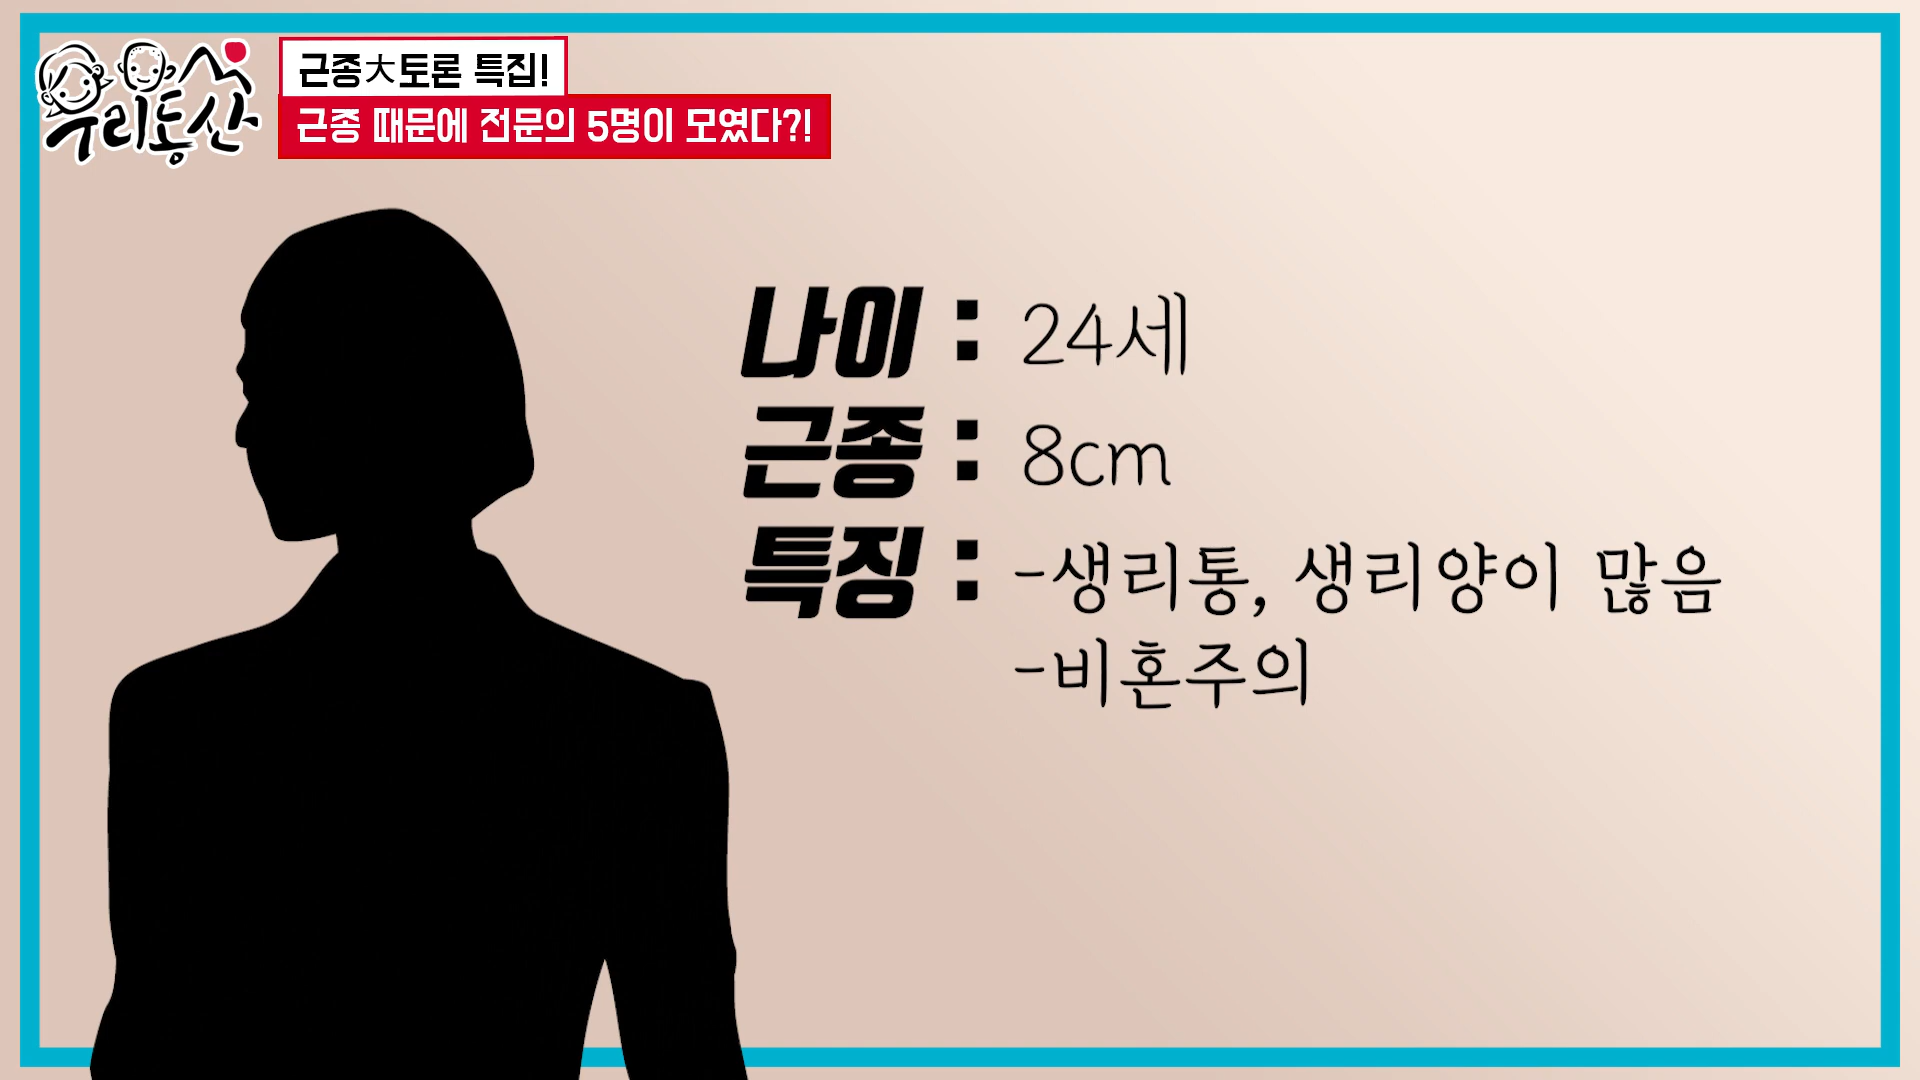 우리동산
근종大토론 특집!
근종 때문에 전문의 5명이 모였다?!
나이 : 24세
근종 : 8cm
특징 : -생리통, 생리양이 많음
-비혼주의